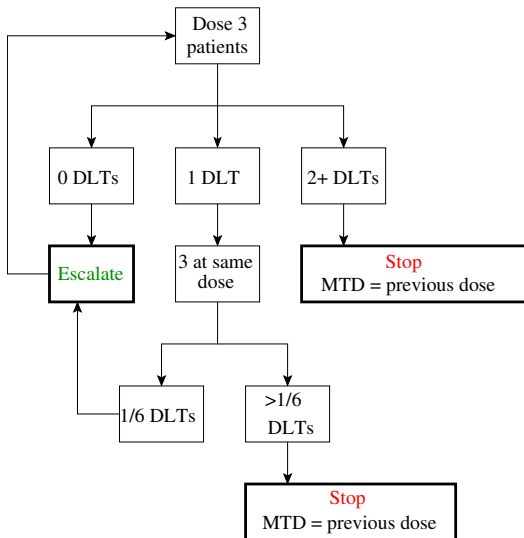 Dose 3
patients
0 DLTs
1 DLT
2+ DLTs
Escalate
3 at same
dose
Stop
MTD = previous dose
1/6 DLTs
>1/6
DLTs
Stop
MTD = previous dose